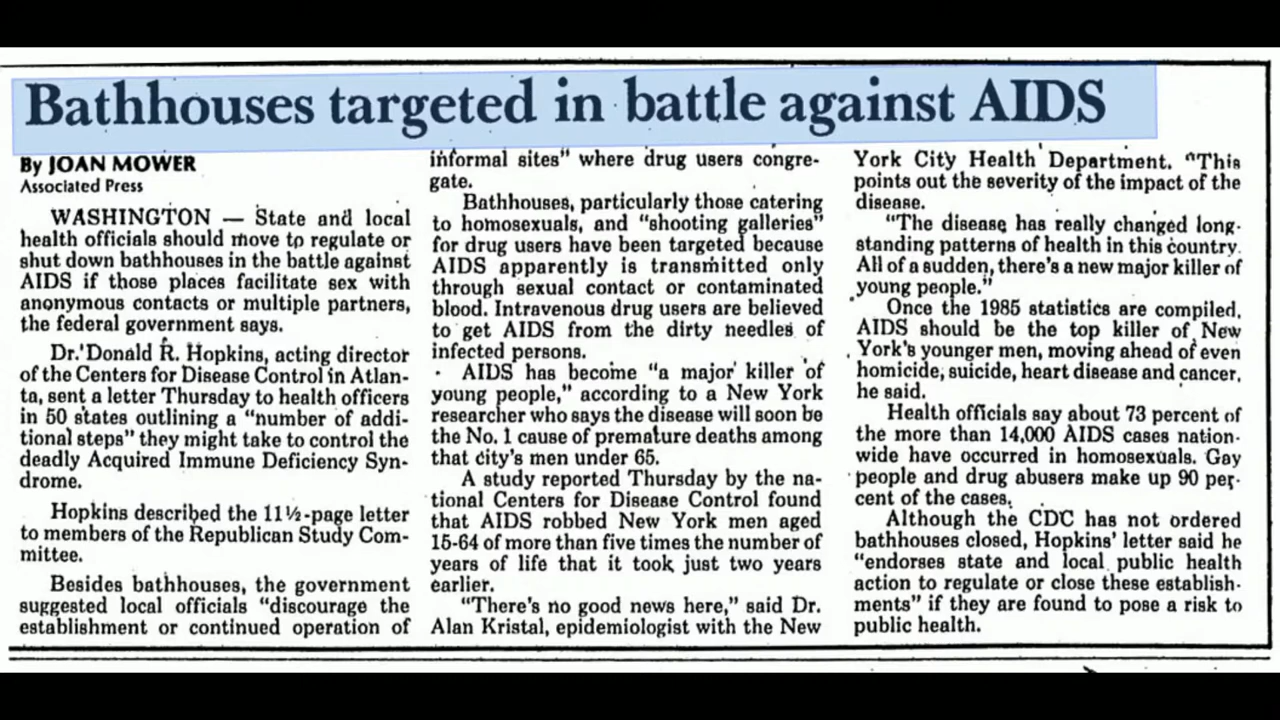 Bathhouses targeted in battle against AIDS
By JOAN MOWER
Associated Press
WASHINGTON — State and local
health officials should move to regulate or
shut down bathhouses in the battle against
AIDS if those places facilitate sex with
anonymous contacts or multiple partners,
the federal government says.
Dr. Donald R. Hopkins, acting director
of the Centers for Disease Control in Atlan-
ta, sent a letter Thursday to health officers
in 50 states outlining a "number of addi-
tional steps" they might take to control the
deadly Acquired Immune Deficiency Syn-
drome.
Hopkins described the 11½-page letter
to members of the Republican Study Com-
mittee.
Besides bathhouses, the government
suggested local officials "discourage the
establishment or continued operation of
informal sites" where drug users congre-
gate.
Bathhouses, particularly those catering
to homosexuals, and "shooting galleries"
for drug users have been targeted because
AIDS apparently is transmitted only
through sexual contact or contaminated
blood. Intravenous drug users are believed
to get AIDS from the dirty needles of
infected persons.
AIDS has become "a major killer of
young people," according to a New York
researcher who says the disease will soon be
the No. 1 cause of premature deaths among
that city's men under 65.
A study reported Thursday by the na-
tional Centers for Disease Control found
that AIDS robbed New York men aged
15-64 of more than five times the number of
years of life that it took just two years
earlier.
"There's no good news here," said Dr.
Alan Kristal, epidemiologist with the New
York City Health Department. "This
points out the severity of the impact of the
disease.
"The disease has really changed long-
standing patterns of health in this country.
All of a sudden, there's a new major killer of
young people."
Once the 1985 statistics are compiled,
AIDS should be the top killer of New
York's younger men, moving ahead of even
homicide, suicide, heart disease and cancer,
he said.
Health officials say about 73 percent of
the more than 14,000 AIDS cases nation-
wide have occurred in homosexuals. Gay
people and drug abusers make up 90 per-
cent of the cases.
Although the CDC has not ordered
bathhouses closed, Hopkins' letter said he
"endorses state and local public health
action to regulate or close these establish-
ments" if they are found to pose a risk to
public health.